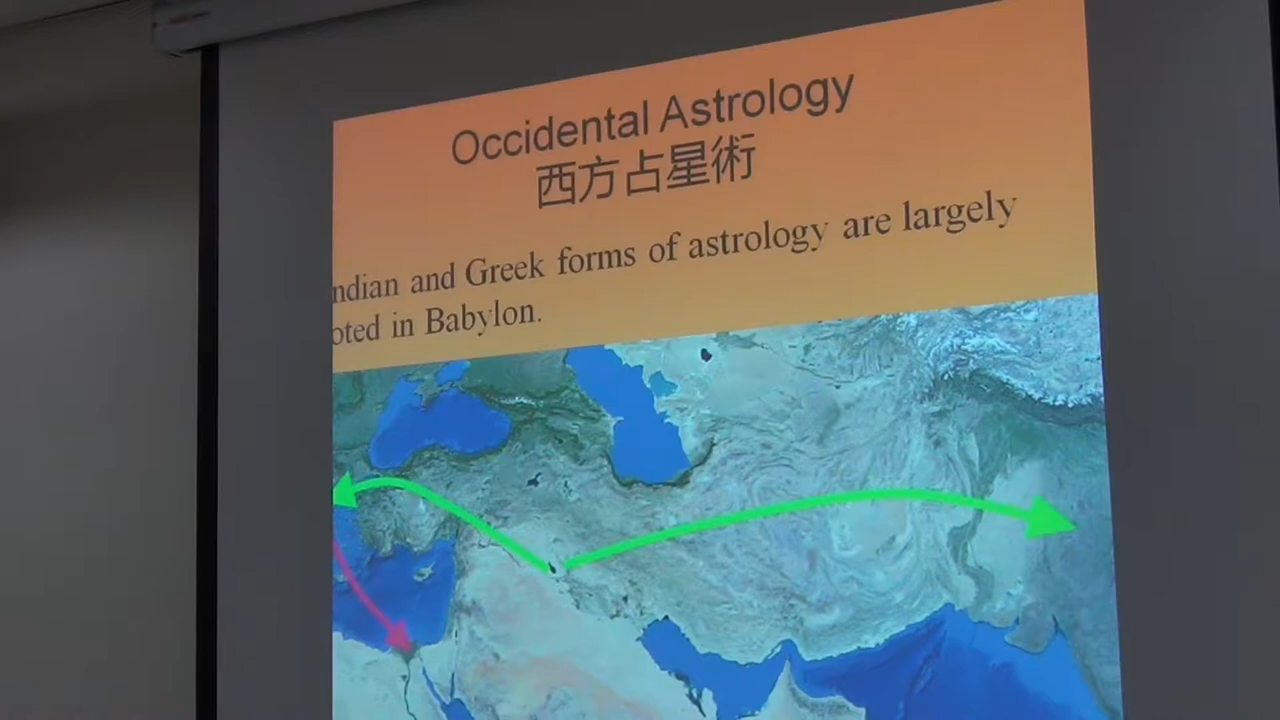 Occidental Astrology
西方占星術
ndian and Greek forms of astrology are largely
oted in Babylon.